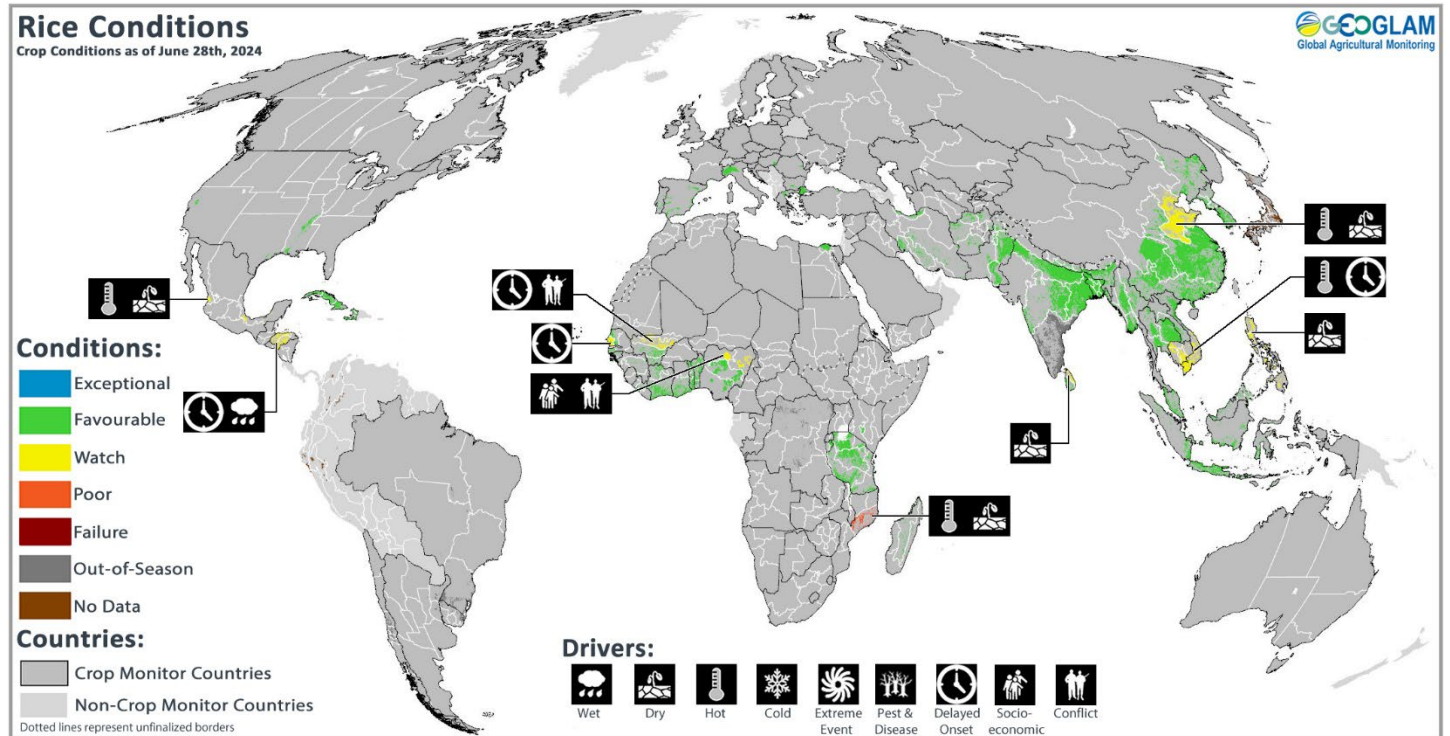 Rice Conditions
Crop Conditions as of June 28th, 2024
GEOGLAM
Global Agricultural Monitoring
Conditions:
Exceptional
Favourable
Watch
Poor
Failure
Out-of-Season
No Data
Countries:
Crop Monitor Countries
Non-Crop Monitor Countries
Dotted lines represent unfinalized borders
Drivers:
Wet
Dry
Hot
Cold
Extreme
Event
Pest &
Disease
Delayed
Onset
Socio-
economic
Conflict